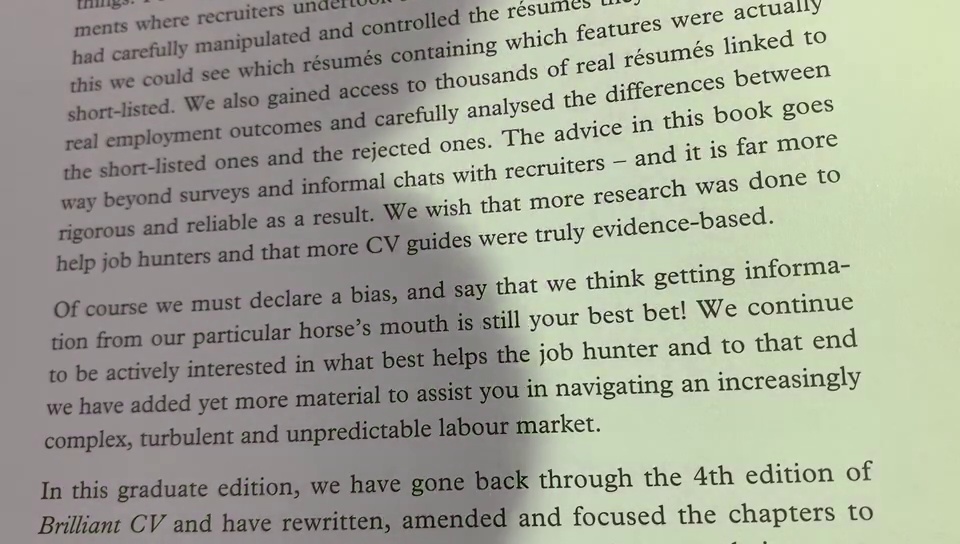 things.
ments where recruiters undertook
had carefully manipulated and controlled the résumés
this we could see which résumés containing which features were actually
short-listed. We also gained access to thousands of real résumés linked to
real employment outcomes and carefully analysed the differences between
the short-listed ones and the rejected ones. The advice in this book goes
way beyond surveys and informal chats with recruiters – and it is far more
rigorous and reliable as a result. We wish that more research was done to
help job hunters and that more CV guides were truly evidence-based.
Of course we must declare a bias, and say that we think getting informa-
tion from our particular horse's mouth is still your best bet! We continue
to be actively interested in what best helps the job hunter and to that end
we have added yet more material to assist you in navigating an increasingly
complex, turbulent and unpredictable labour market.
In this graduate edition, we have gone back through the 4th edition of
Brilliant CV and have rewritten, amended and focused the chapters to